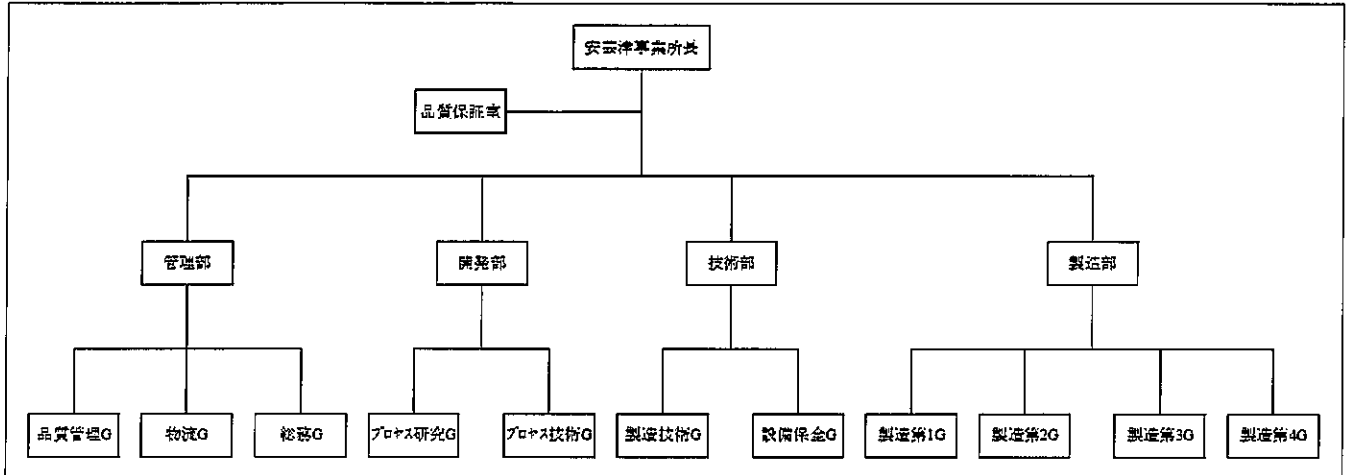 安芸津事業所長
品質保証室
管理部
開発部
技術部
製造部
品質管理G
物流G
総務G
プロセス研究G
プロセス技術G
製造技術G
設備保全G
製造第1G
製造第2G
製造第3G
製造第4G